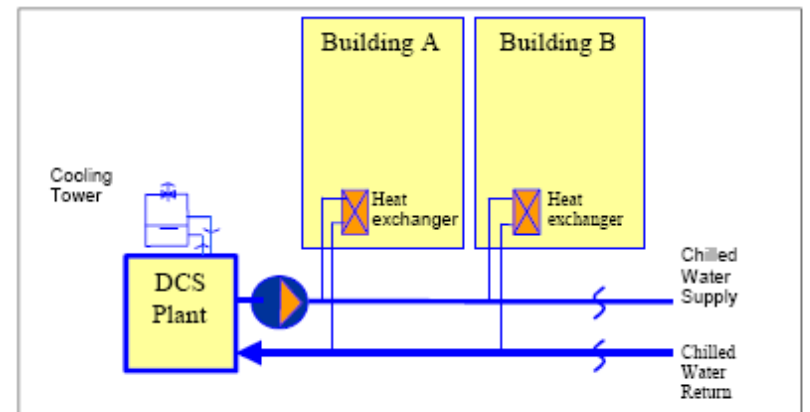 Building A
Building B
Cooling
Tower
Heat
exchanger
Heat
exchanger
DCS
Plant
Chilled
Water
Supply
Chilled
Water
Return